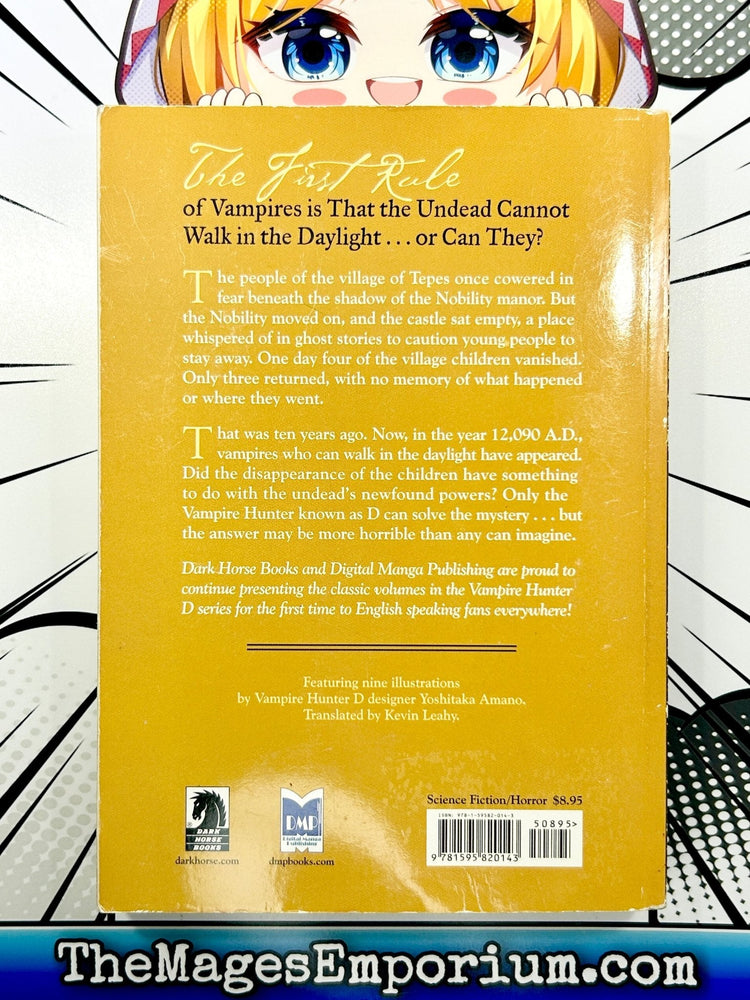 The First Rule
of Vampires is That the Undead Cannot
Walk in the Daylight . . . or Can They?
The people of the village of Tepes once cowered in
fear beneath the shadow of the Nobility manor. But
the Nobility moved on, and the castle sat empty, a place
whispered of in ghost stories to caution young people to
stay away. One day four of the village children vanished.
Only three returned, with no memory of what happened
or where they went.
That was ten years ago. Now, in the year 12,090 A.D.,
vampires who can walk in the daylight have appeared.
Did the disappearance of the children have something
to do with the undead's newfound powers? Only the
Vampire Hunter known as D can solve the mystery . . . but
the answer may be more horrible than any can imagine.
Dark Horse Books and Digital Manga Publishing are proud to
continue presenting the classic volumes in the Vampire Hunter
D series for the first time to English speaking fans everywhere!
Featuring nine illustrations
by Vampire Hunter D designer Yoshitaka Amano.
Translated by Kevin Leahy.
DARK
HORSE
BOOKS
darkhorse.com
DMP
Digital Manga
Publishing
dmpbooks.com
Science Fiction/Horror $8.95
ISBN 978-1-59582-014-3
50895>
9 781595 820143
TheMagesEmporium.com